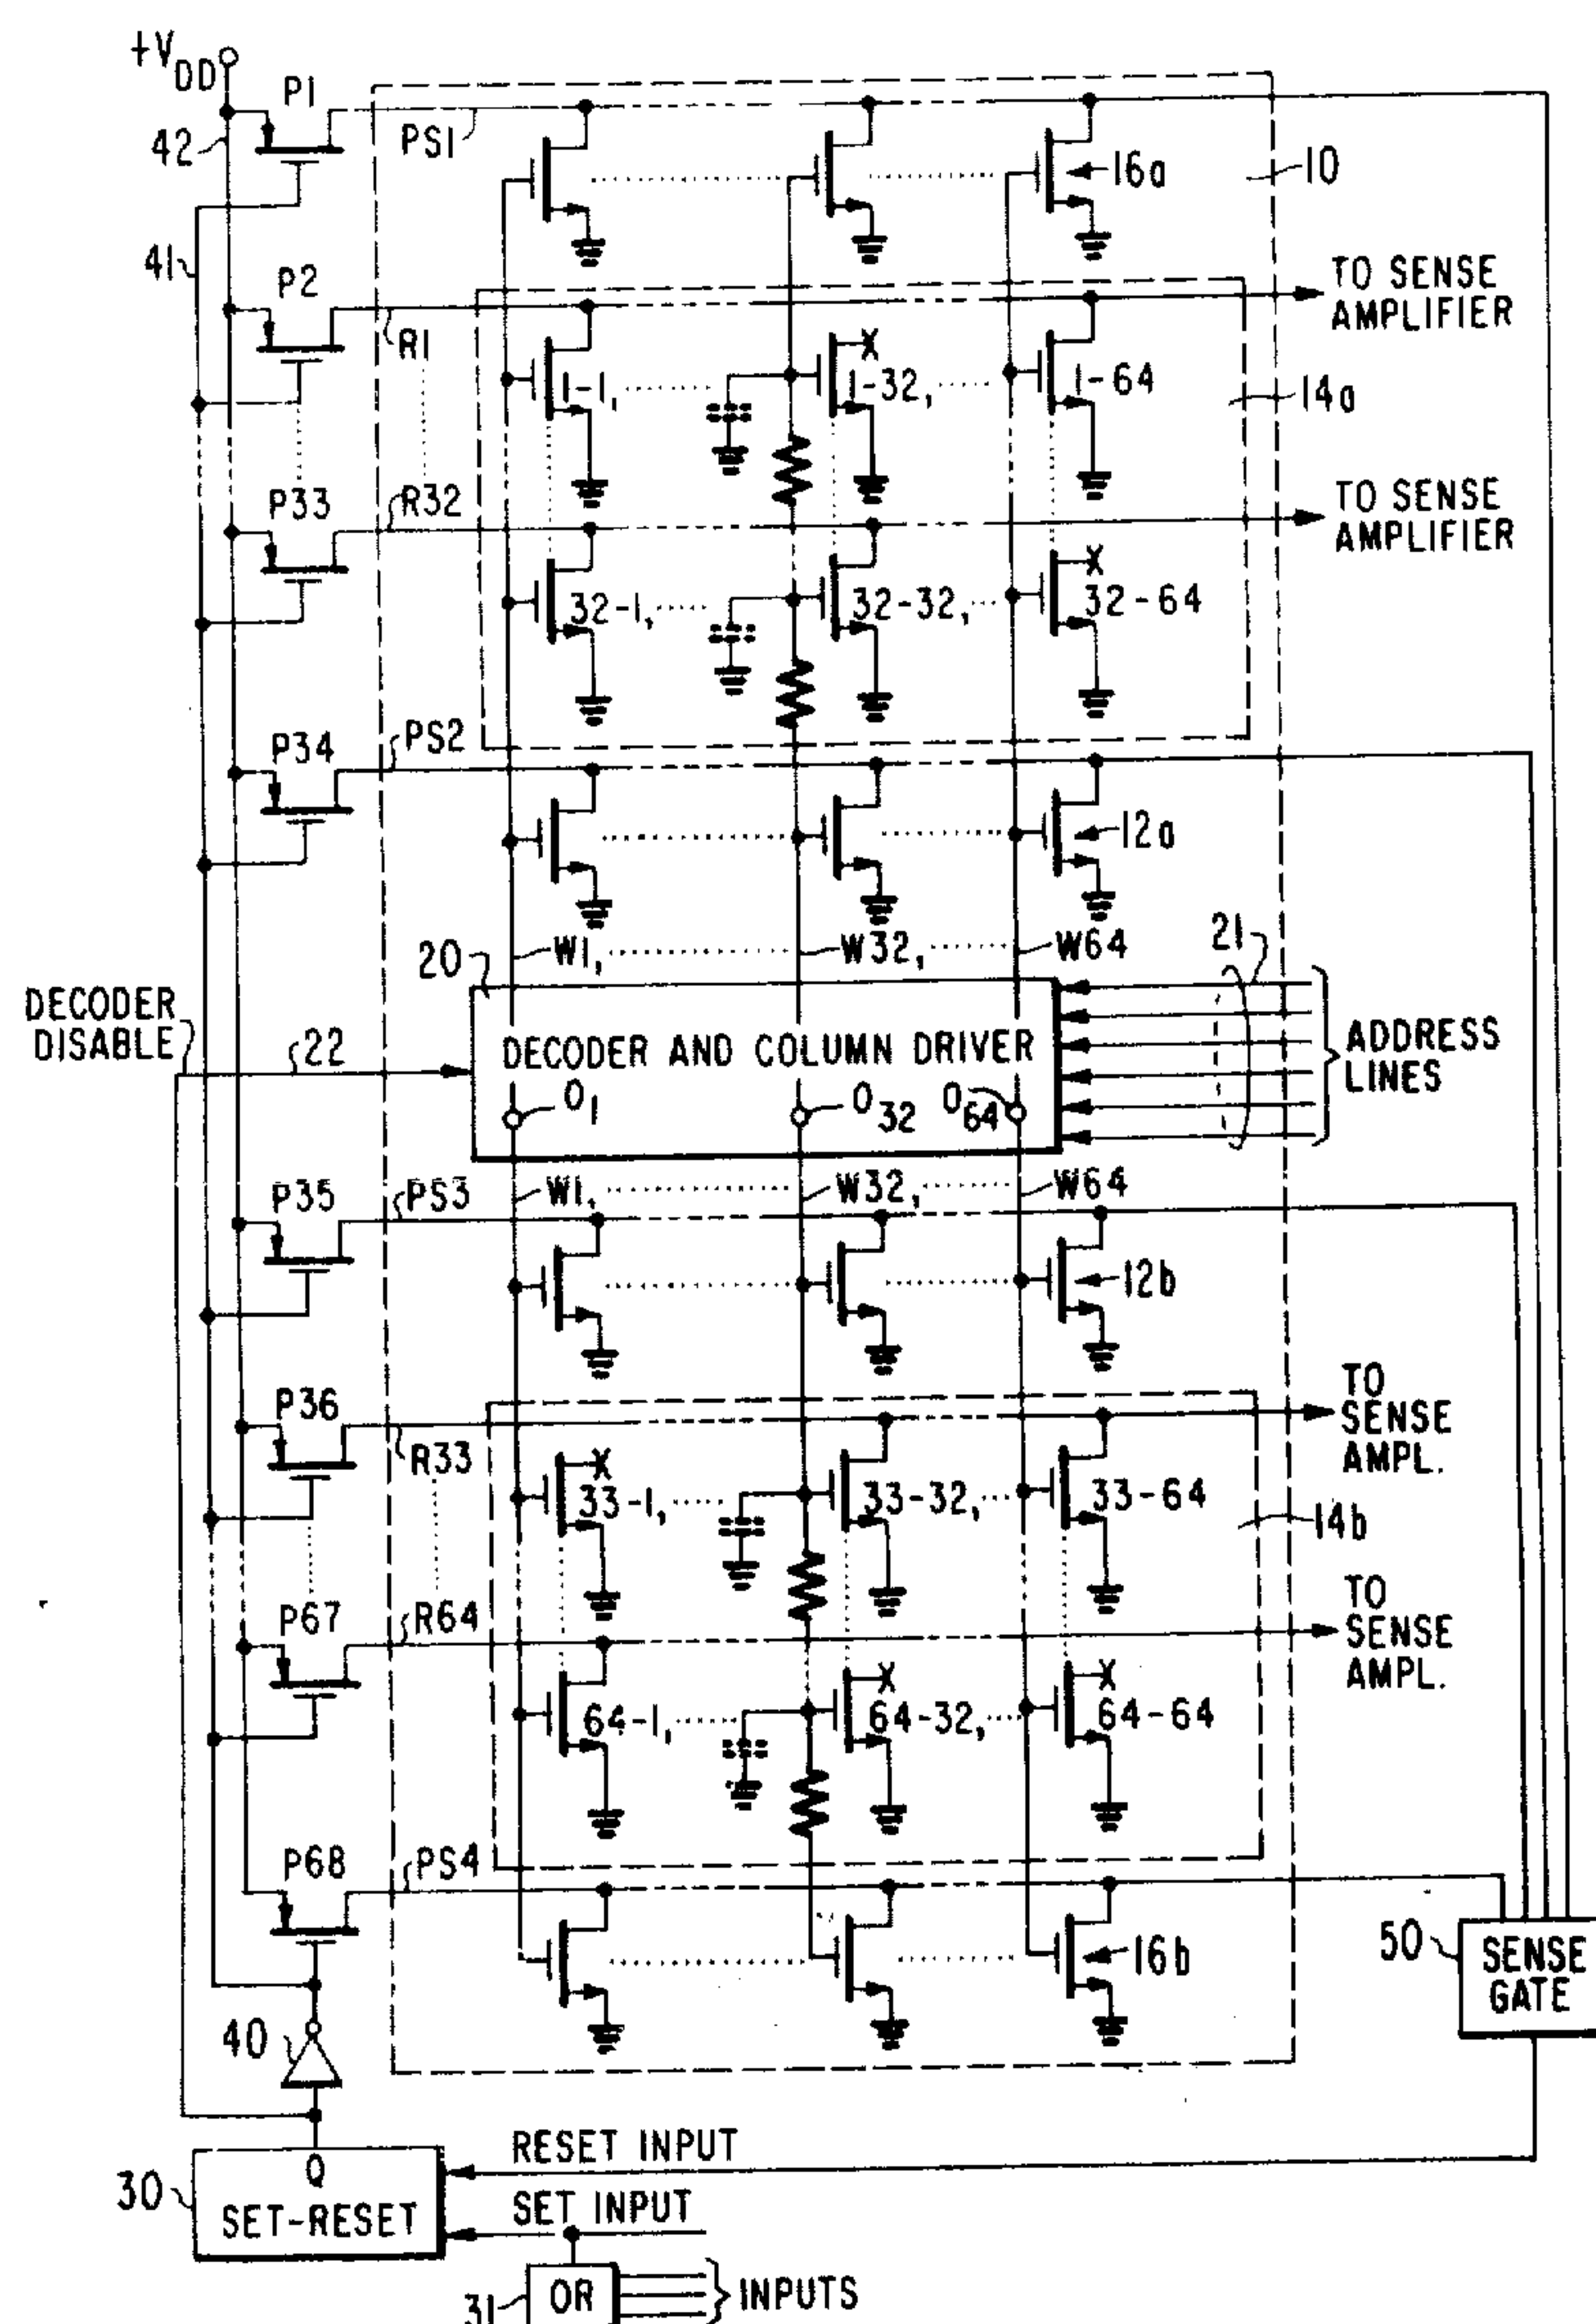 +VDD
P1
42
PS1
16a
10
41
P2
R1
TO SENSE
AMPLIFIER
1-1,
1-32,
1-64
14a
P33
R32
TO SENSE
AMPLIFIER
32-1,
32-32,
32-64
P34
PS2
12a
20
W1,
W32,
W64
21
DECODER
DISABLE
22
DECODER AND COLUMN DRIVER
ADDRESS
LINES
O1
O32
O64
P35
PS3
W1,
W32,
W64
12b
P36
R33
TO
SENSE
AMPL.
33-1,
33-32,
33-64
14b
P67
R64
TO
SENSE
AMPL.
64-1,
64-32,
64-64
P68
PS4
16b
50
SENSE
GATE
40
Q
SET-RESET
30
RESET INPUT
SET INPUT
31
OR
INPUTS